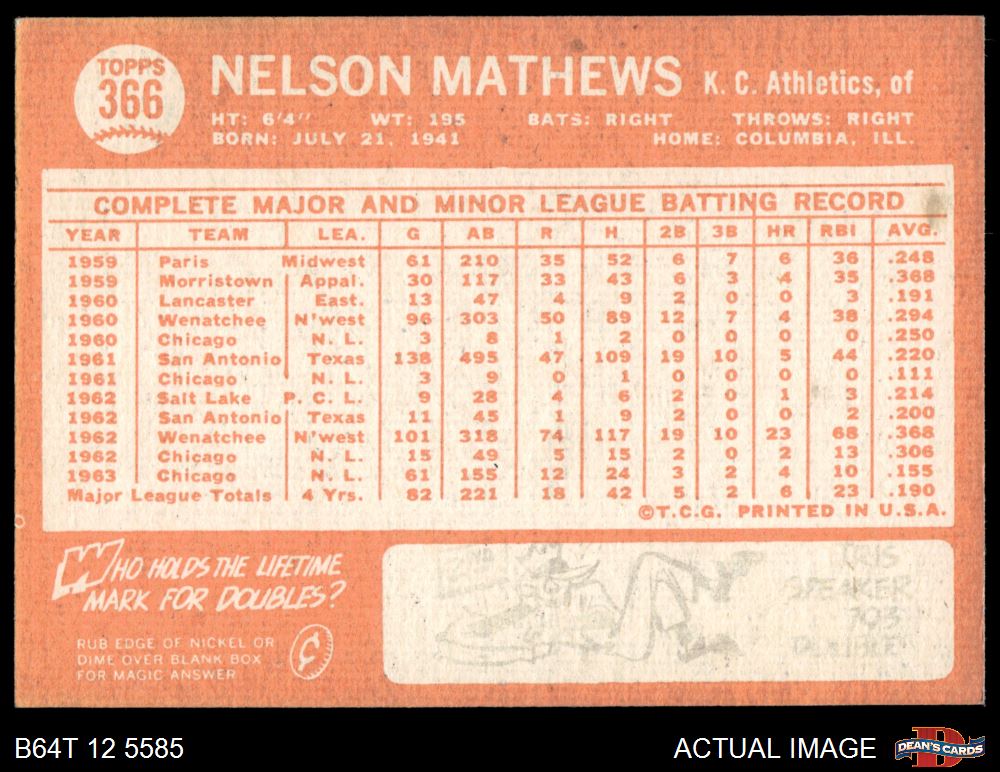 TOPPS
366
NELSON MATHEWS K. C. Athletics, of
HT: 6'4" WT: 195 BATS: RIGHT THROWS: RIGHT
BORN: JULY 21, 1941 HOME: COLUMBIA, ILL.
COMPLETE MAJOR AND MINOR LEAGUE BATTING RECORD
YEAR TEAM LEA. G AB R H 2B 3B HR RBI AVG.
1959 Paris Midwest 61 210 35 52 6 7 6 36 .248
1959 Morristown Appal. 30 117 33 43 6 3 4 35 .368
1960 Lancaster East. 13 47 4 9 2 0 0 3 .191
1960 Wenatchee N'west 96 303 50 89 12 7 4 38 .294
1960 Chicago N. L. 3 8 1 2 0 0 0 0 .250
1961 San Antonio Texas 138 495 47 109 19 10 5 44 .220
1961 Chicago N. L. 3 9 0 1 0 0 0 0 .111
1962 Salt Lake P. C. L. 9 28 4 6 2 0 1 3 .214
1962 San Antonio Texas 11 45 1 9 2 0 0 2 .200
1962 Wenatchee N'west 101 318 74 117 19 10 23 68 .368
1962 Chicago N. L. 15 49 5 15 2 0 2 13 .306
1963 Chicago N. L. 61 155 12 24 3 2 4 10 .155
Major League Totals 4 Yrs. 82 221 18 42 5 2 6 23 .190
©T.C.G. PRINTED IN U.S.A.
WHO HOLDS THE LIFETIME
MARK FOR DOUBLES?
RUB EDGE OF NICKEL OR
DIME OVER BLANK BOX
FOR MAGIC ANSWER
¢
SPEAKER
793
B64T 12 5585
ACTUAL IMAGE
D
DEAN'S CARDS